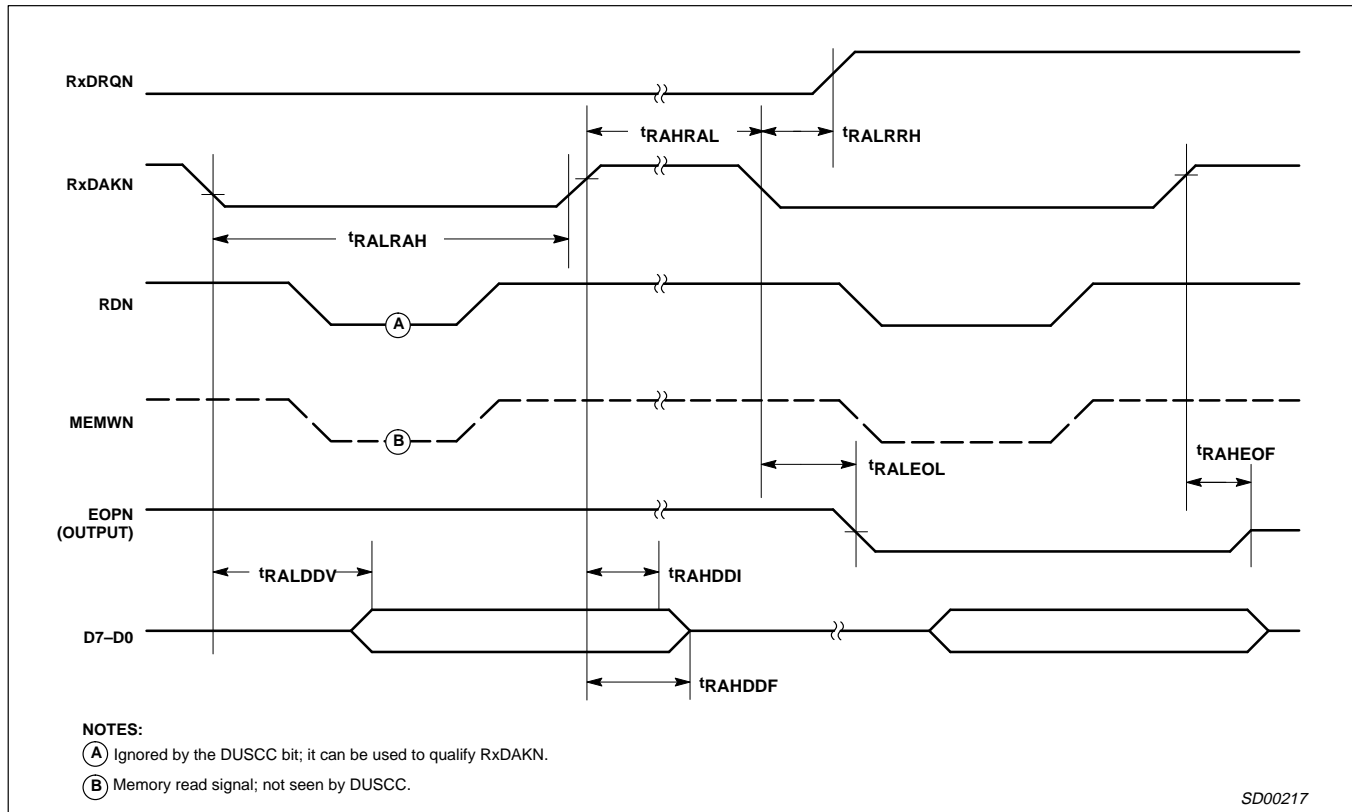 RxDRQN
tRAHRAL
tRALRRH
RxDAKN
tRALRAH
RDN
A
MEMWN
B
tRALEOL
tRAHEOF
EOPN
(OUTPUT)
tRALDDV
tRAHDDI
D7–D0
tRAHDDF
NOTES:
A Ignored by the DUSCC bit; it can be used to qualify RxDAKN.
B Memory read signal; not seen by DUSCC.
SD00217